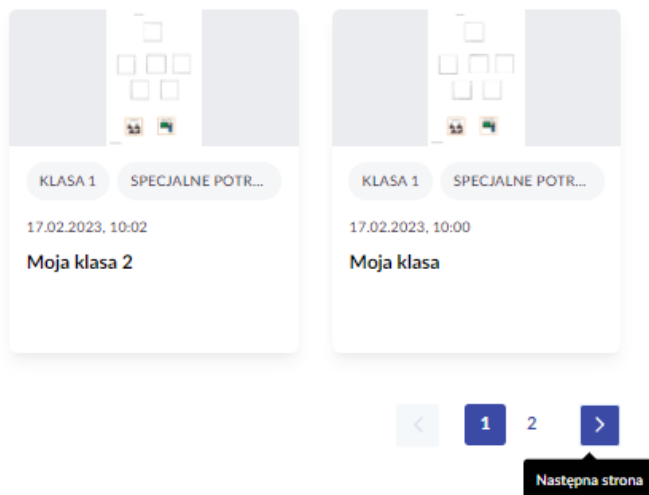 KLASA 1 SPECJALNE POTR...
17.02.2023, 10:02
Moja klasa 2
KLASA 1 SPECJALNE POTR...
17.02.2023, 10:00
Moja klasa
1 2
Następna strona